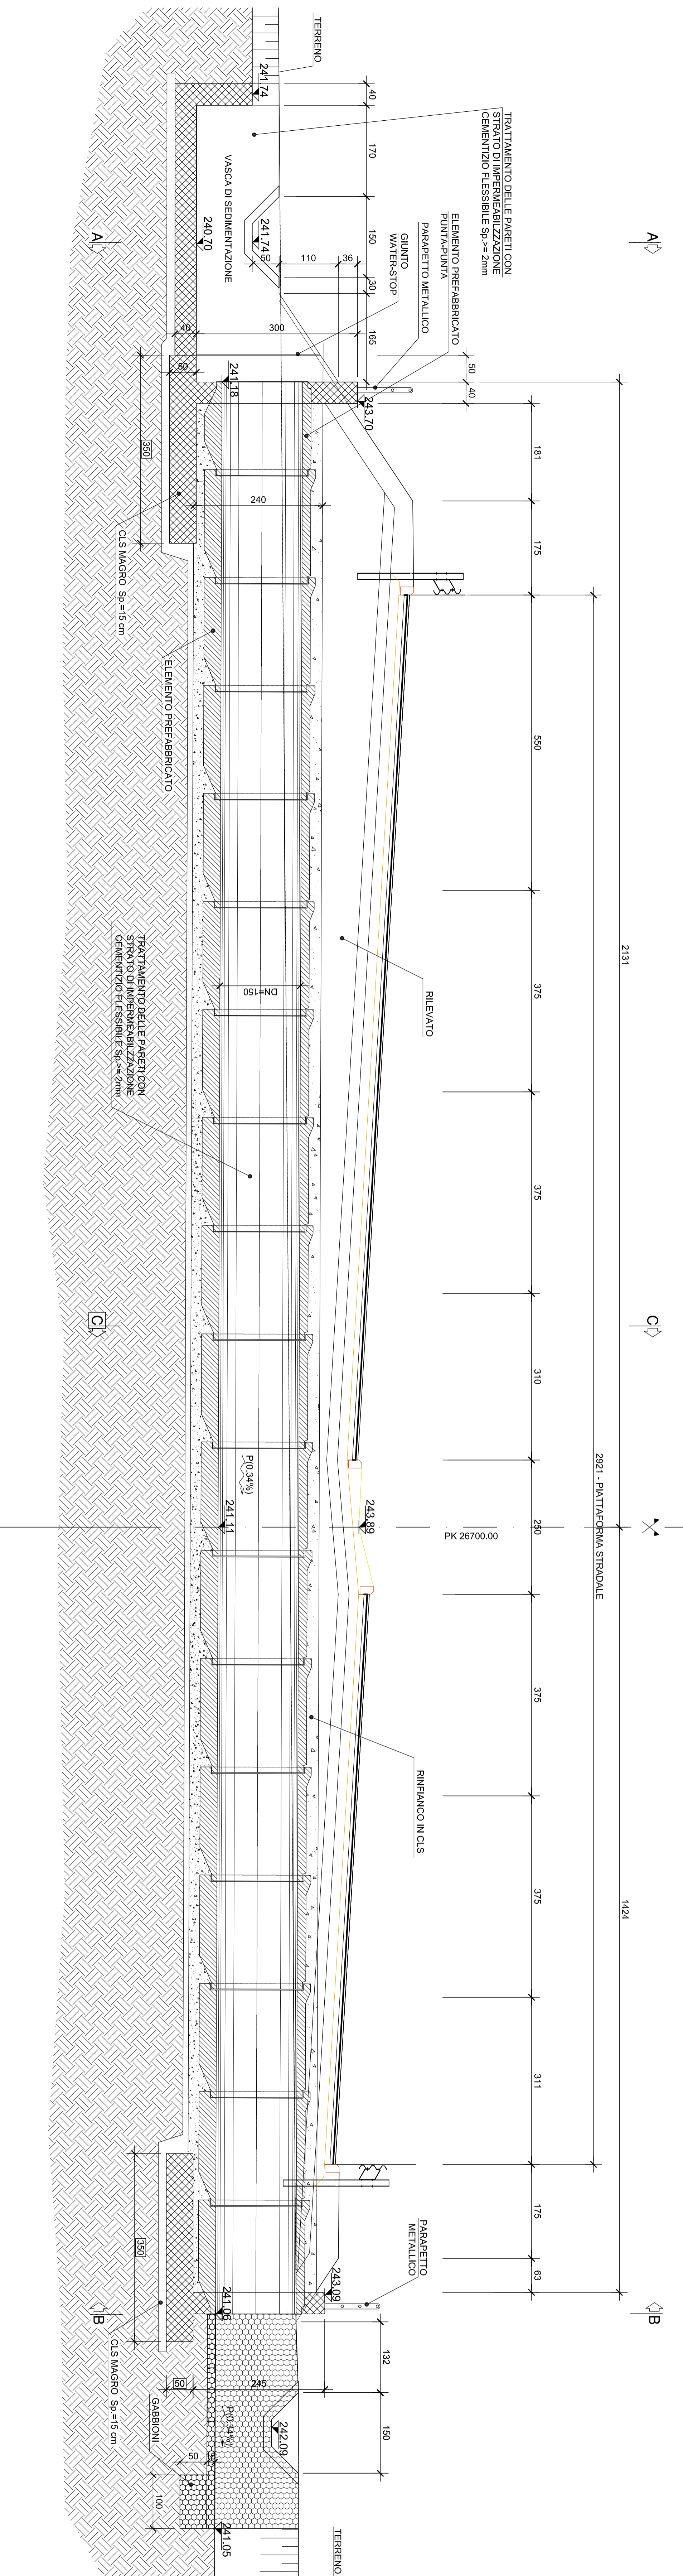 TERRENO
241.74
40
170
TRATTAMENTO DELLE PARETI CON
STRATO DI IMPERMEABILZZAZIONE
CEMENTIZIO FLESSIBILE Sp.>= 2mm
VASCA DI SEDIMENTAZIONE
A
A
240.70
241.74
150
50
110
36
30
GIUNTO
WATER-STOP
PARAPETTO METALLICO
ELEMENTO PREFABBRICATO
PUNTA-PUNTA
40
300
165
50
60
40
241.18
243.70
350
240
181
CLS MAGRO Sp.=15 cm
175
ELEMENTO PREFABBRICATO
550
2131
TRATTAMENTO DELLE PARETI CON
STRATO DI IMPERMEABILZZAZIONE
CEMENTIZIO FLESSIBILE Sp.>= 2mm
DN=150
RILEVATO
375
375
C
C
310
P(0.34%)
2921 - PIATTAFORMA STRADALE
241.11
243.89
PK 26700.00
250
375
RINFIANCO IN CLS
375
1424
311
175
350
PARAPETTO
METALLICO
63
B
B
241.06
243.09
CLS MAGRO Sp.=15 cm
132
50
245
GABBIONI
P(0.34%)
242.09
150
50
100
241.05
TERRENO